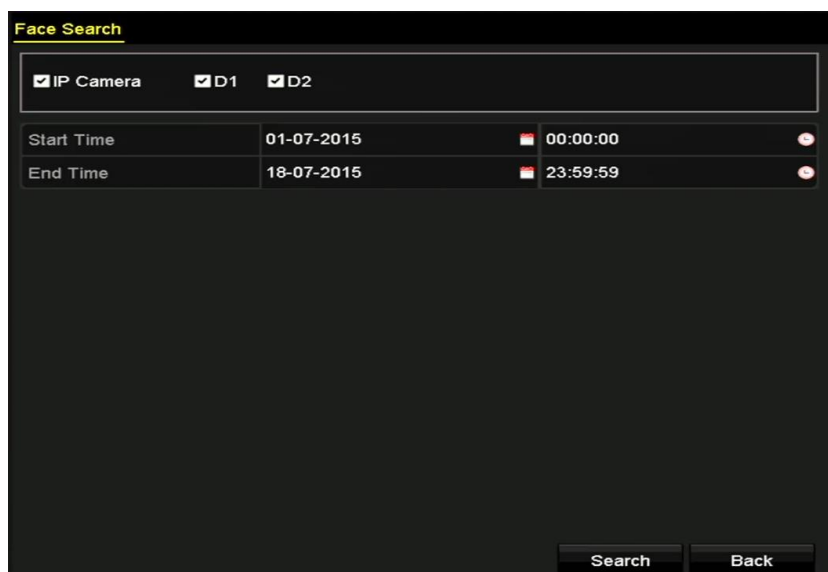 Face Search
IP Camera D1 D2
Start Time 01-07-2015 00:00:00
End Time 18-07-2015 23:59:59
Search Back